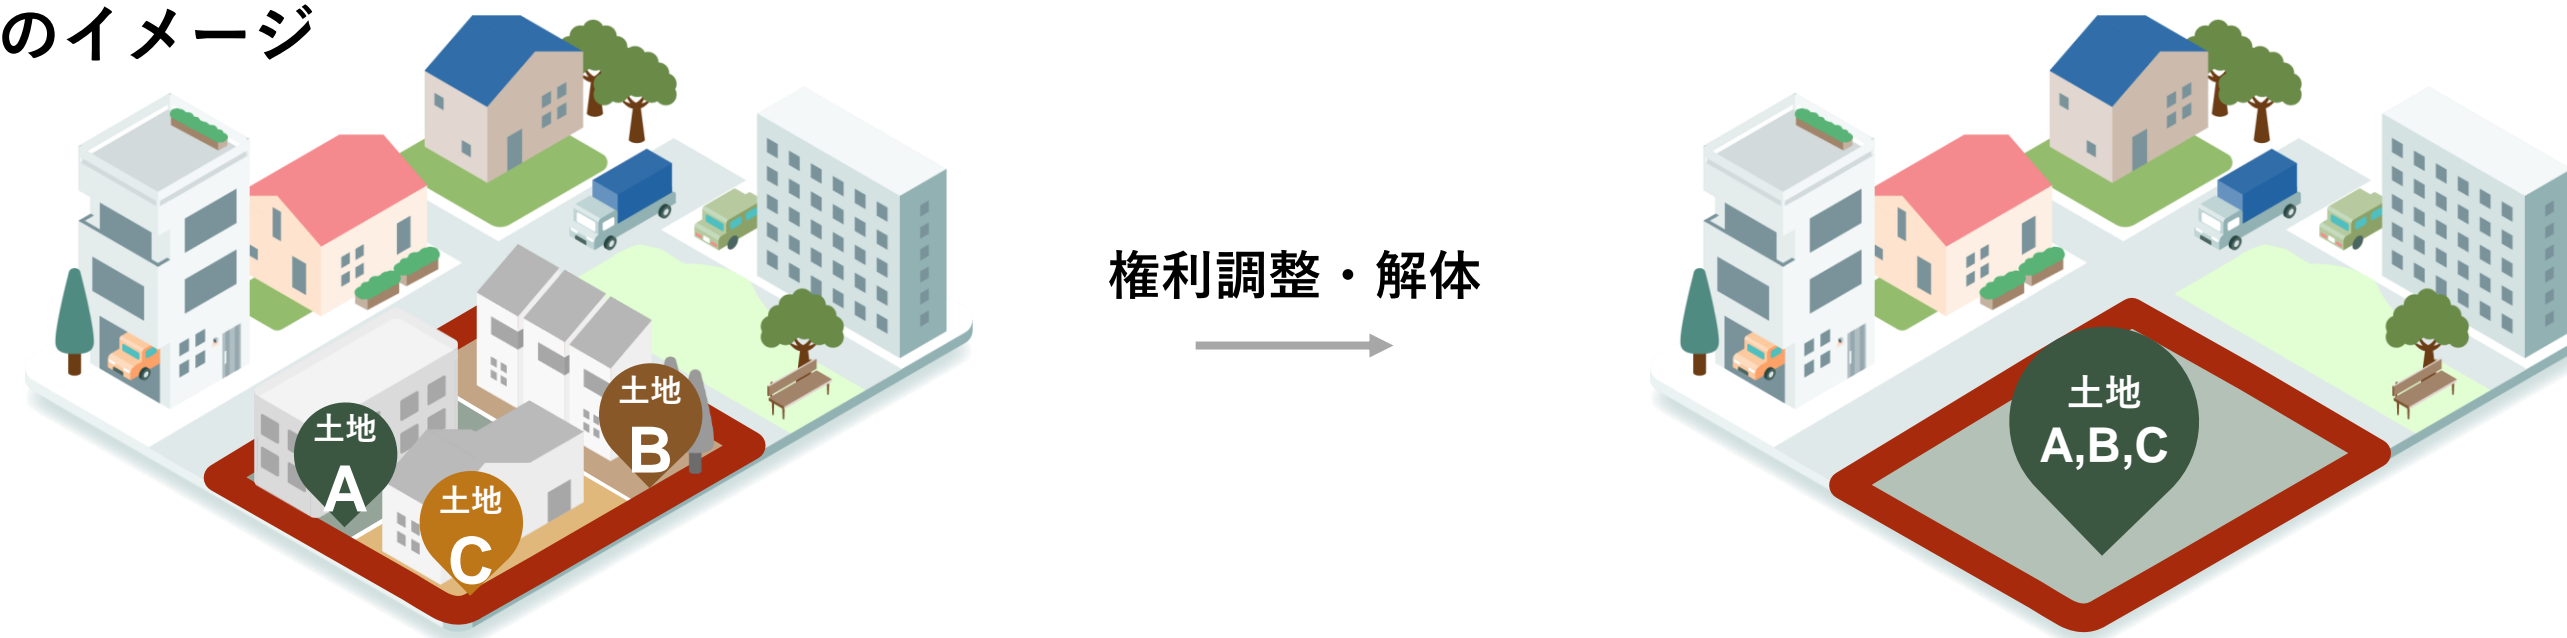 のイメージ
土地
A
土地
B
土地
C
権利調整・解体
土地
A,B,C